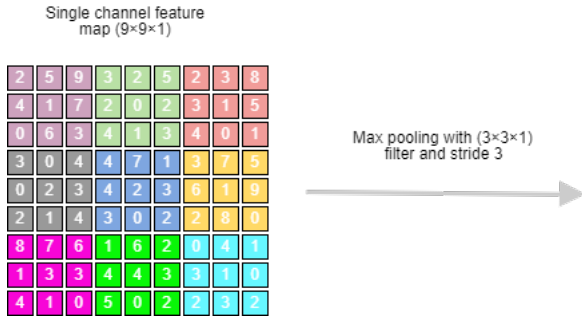 Single channel feature
map (9×9×1)
2 5 9 3 2 5 2 3 8
4 1 7 2 0 2 3 1 5
0 6 3 4 1 3 4 0 1
3 0 4 4 7 1 3 7 5
0 2 3 4 2 3 6 1 9
2 1 4 3 0 2 2 8 0
8 7 6 1 6 2 0 4 1
1 3 3 4 4 3 3 1 0
4 1 0 5 0 2 2 3 2
Max pooling with (3×3×1)
filter and stride 3